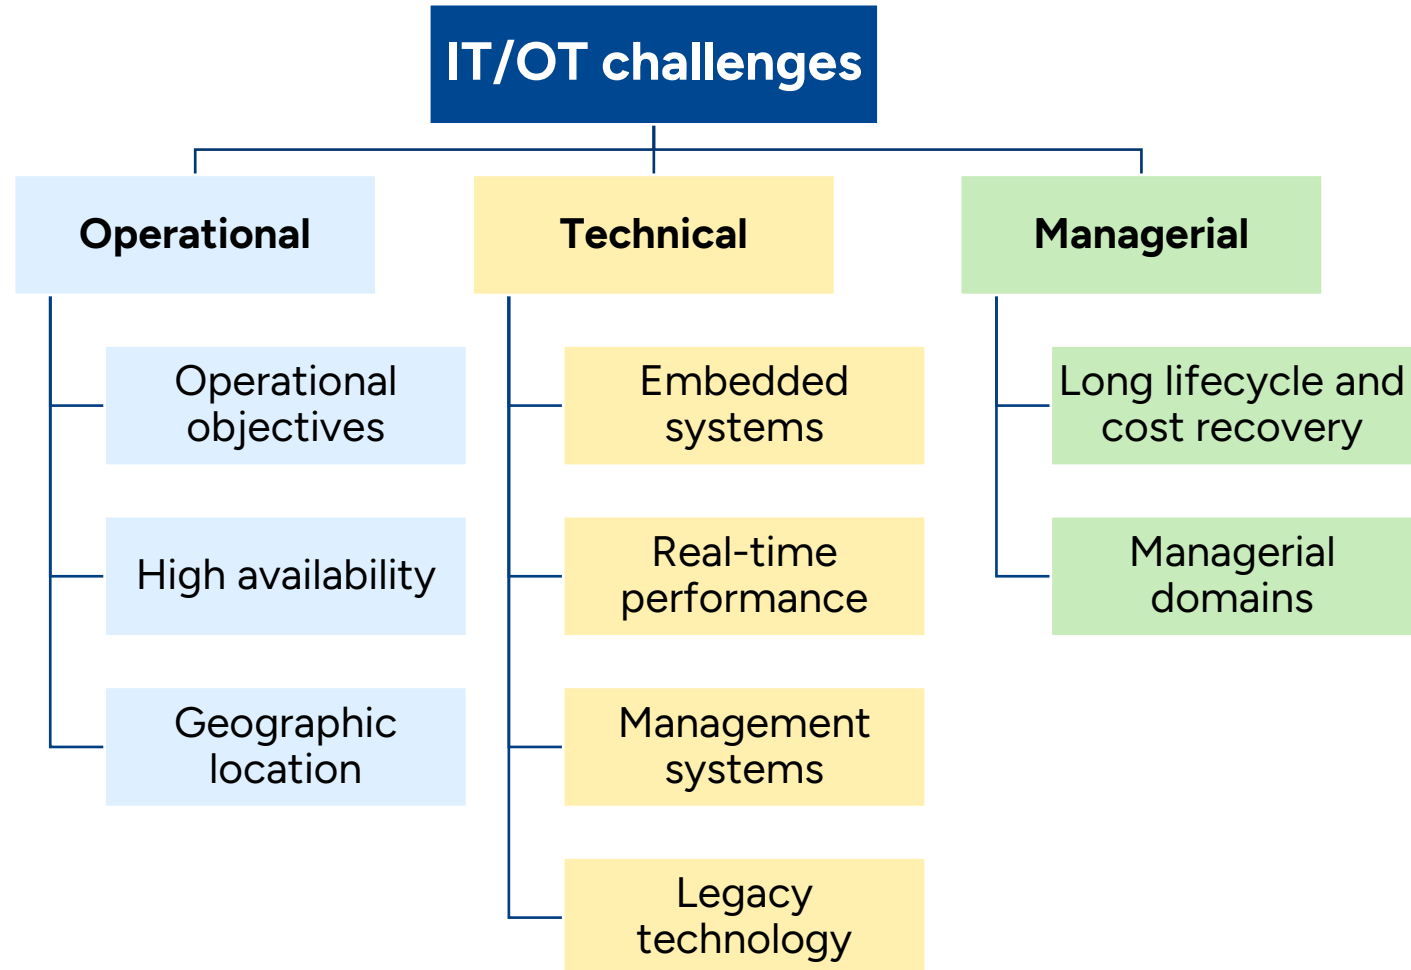 IT/OT challenges
Operational
Operational
objectives
High availability
Geographic
location
Technical
Embedded
systems
Real-time
performance
Management
systems
Legacy
technology
Managerial
Long lifecycle and
cost recovery
Managerial
domains